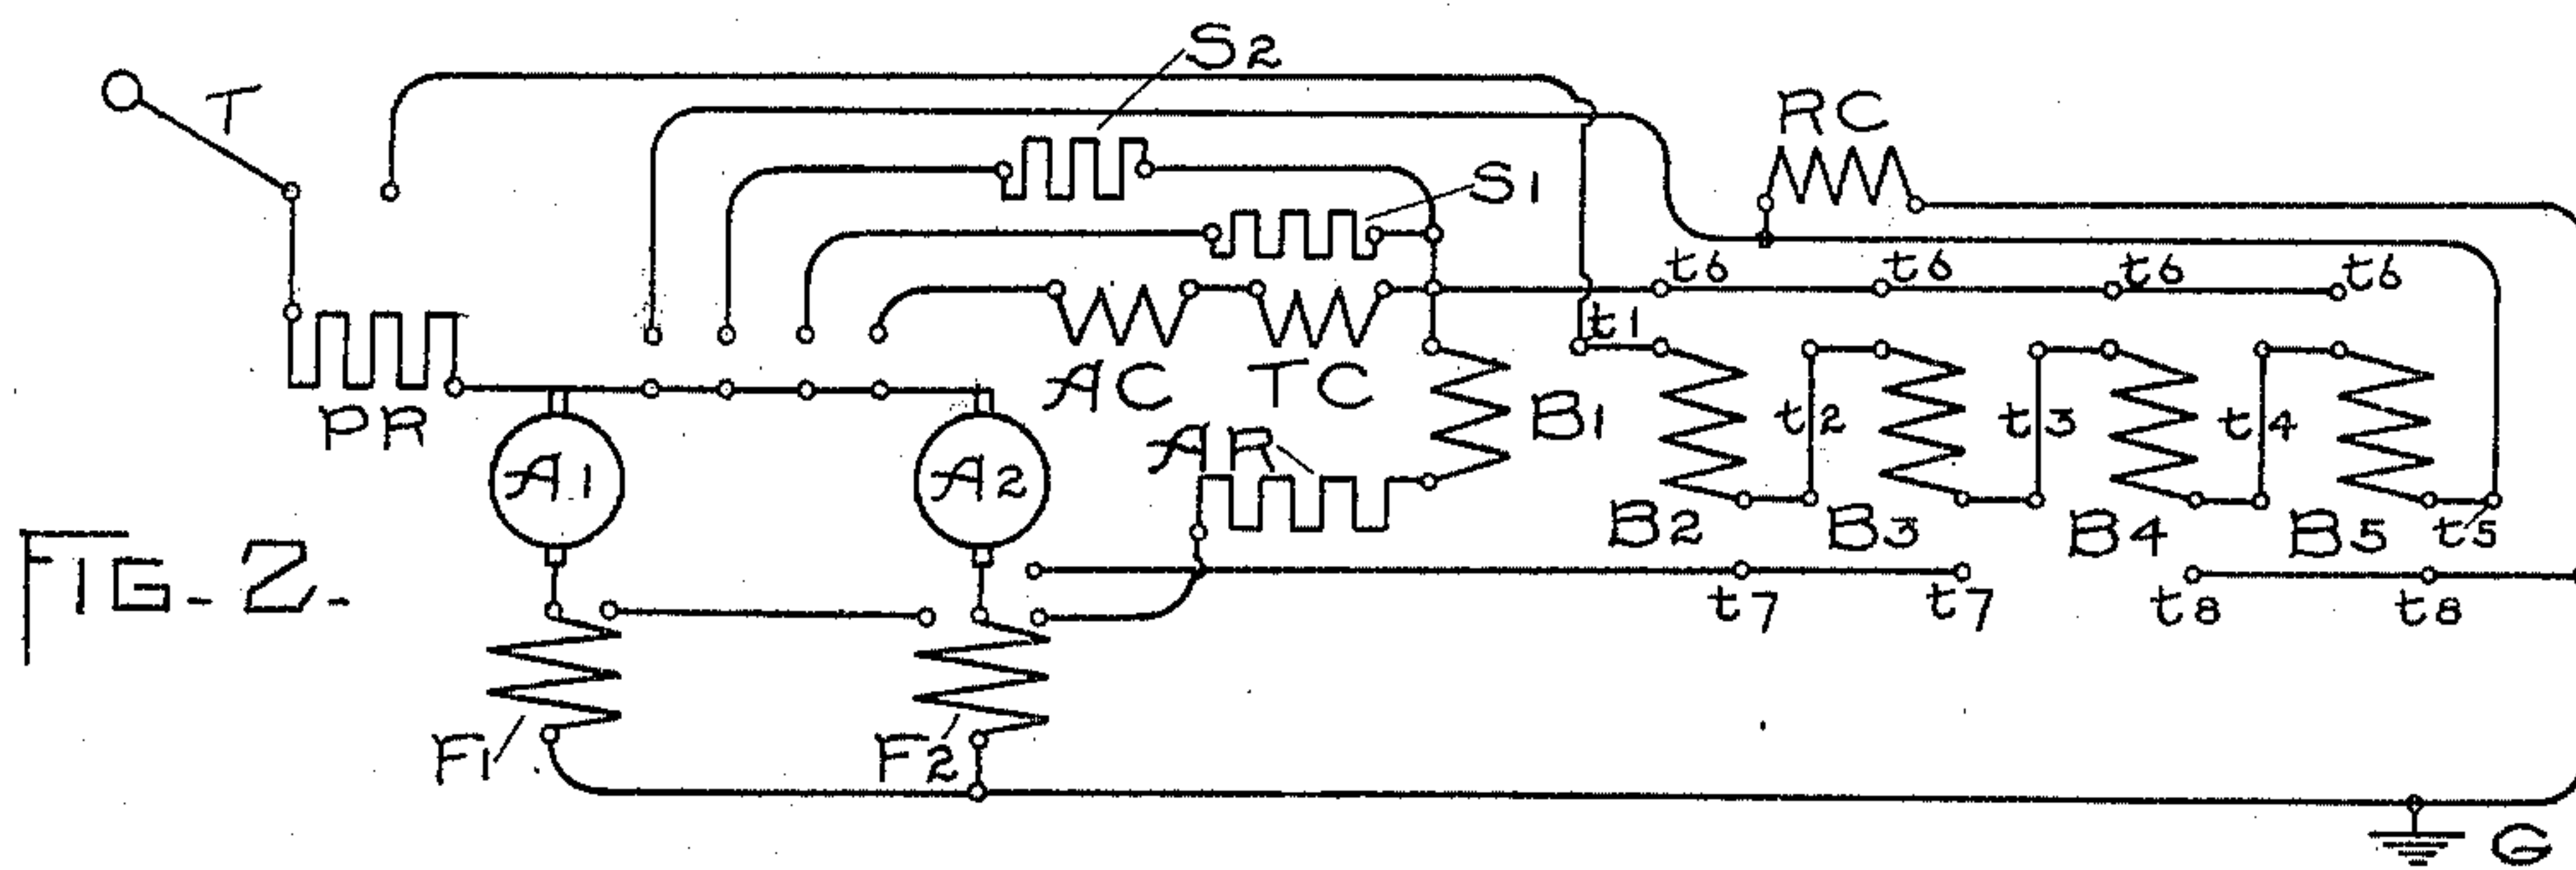 S2
T
RC
S1
t6
t6
t6
t6
t1
AC
TC
PR
B1
t2
t3
t4
AR
A1
A2
B2
B3
B4
B5
t5
FIG-2-
t7
t7
t8
t8
F1
F2
G